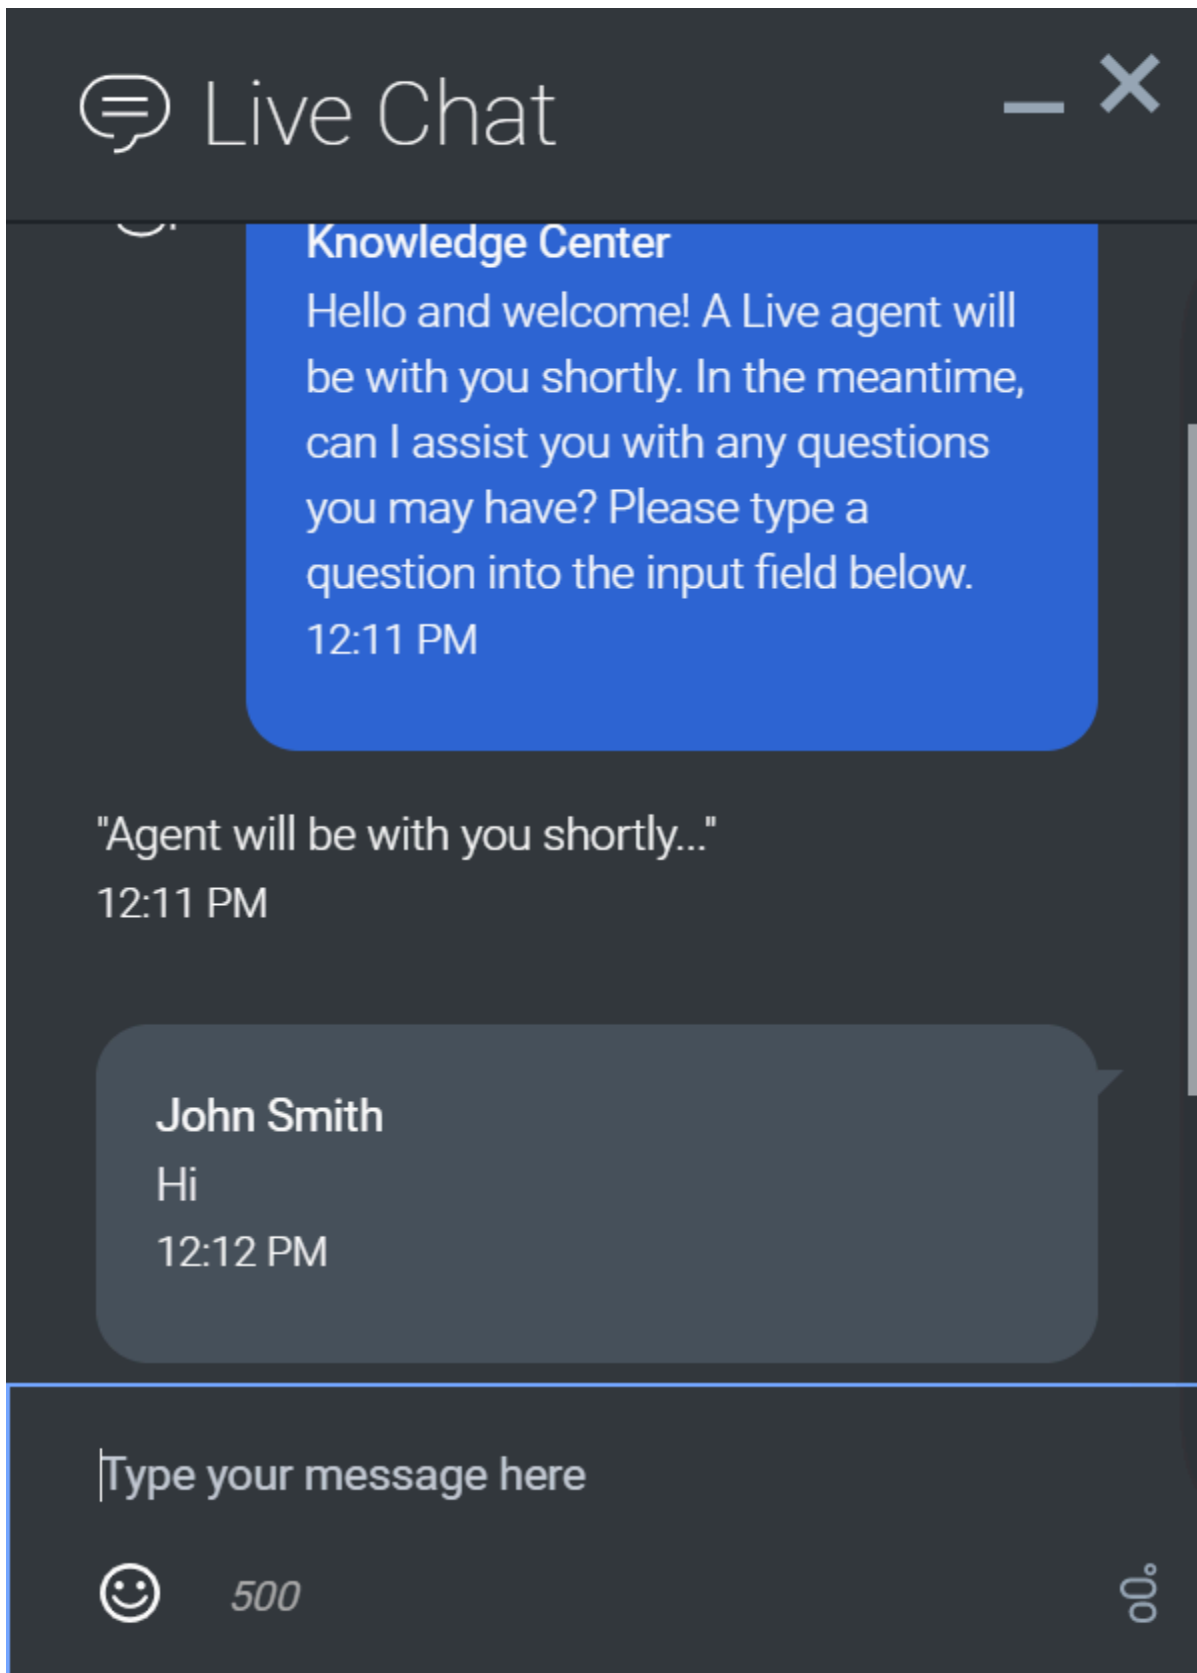 Live Chat
Knowledge Center
Hello and welcome! A Live agent will
be with you shortly. In the meantime,
can I assist you with any questions
you may have? Please type a
question into the input field below.
12:11 PM
"Agent will be with you shortly..."
12:11 PM
John Smith
Hi
12:12 PM
Type your message here
500